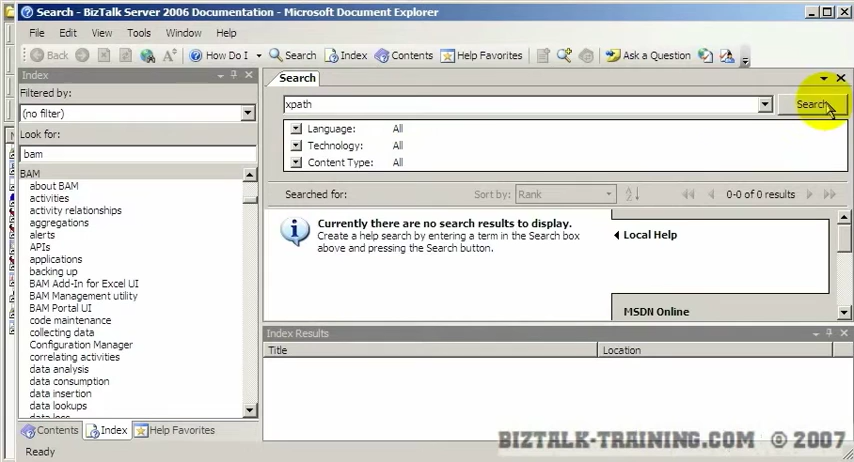 Search - BizTalk Server 2006 Documentation - Microsoft Document Explorer
File Edit View Tools Window Help
Back How Do I Search Index Contents Help Favorites Ask a Question
Index
Filtered by:
(no filter)
Look for:
bam
BAM
about BAM
activities
activity relationships
aggregations
alerts
APIs
applications
backing up
BAM Add-In for Excel UI
BAM Management utility
BAM Portal UI
code maintenance
collecting data
Configuration Manager
correlating activities
data analysis
data consumption
data insertion
data lookups
Contents Index Help Favorites
Ready
Search
xpath Search
Language: All
Technology: All
Content Type: All
Searched for: Sort by: Rank 0-0 of 0 results
Currently there are no search results to display.
Create a help search by entering a term in the Search box
above and pressing the Search button.
Local Help
MSDN Online
Index Results
Title Location
BIZTALK-TRAINING.COM © 2007